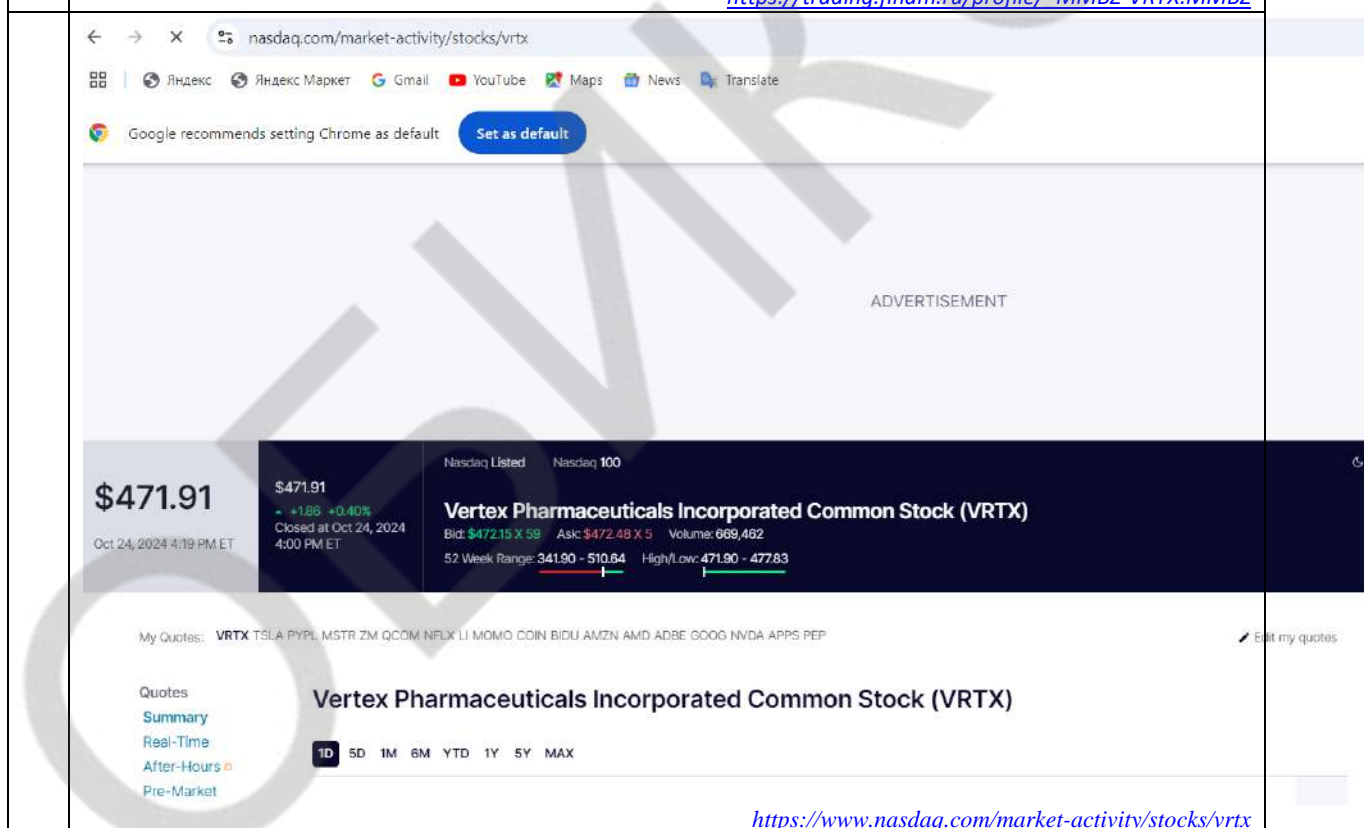 https://trading.finam.ru/profile/~MMBZ-VRTX.MMBZ
nasdaq.com/market-activity/stocks/vrtx
Яндекс Яндекс Маркет Gmail YouTube Maps News Translate
Google recommends setting Chrome as default Set as default
ADVERTISEMENT
Nasdaq Listed Nasdaq 100
$471.91
$471.91
+1.86 +0.40%
Closed at Oct 24, 2024
4:00 PM ET
Oct 24, 2024 4:19 PM ET
Vertex Pharmaceuticals Incorporated Common Stock (VRTX)
Bid: $472.15 X 59 Ask: $472.48 X 5 Volume: 669,462
52 Week Range: 341.90 - 510.64 High/Low: 471.90 - 477.83
My Quotes: VRTX TSLA PYPL MSTR ZM QCOM NFLX LI MOMO COIN BIDU AMZN AMD ADBE GOOG NVDA APPS PEP
Edit my quotes
Quotes
Summary
Real-Time
After-Hours
Pre-Market
Vertex Pharmaceuticals Incorporated Common Stock (VRTX)
1D 5D 1M 6M YTD 1Y 5Y MAX
https://www.nasdaq.com/market-activity/stocks/vrtx